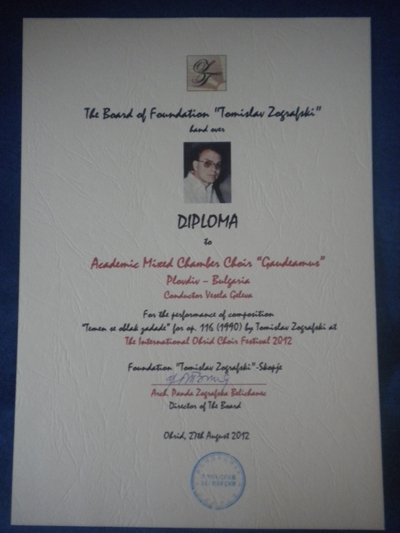 The Board of Foundation "Tomislav Zografski"
hand over
DIPLOMA
to
Academic Mixed Chamber Choir "Gaudeamus"
Plovdiv – Bulgaria
Conductor Vesela Geleva
For the performance of composition
"Temen se oblak zadade" for op. 116 (1990) by Tomislav Zografski at
The International Ohrid Choir Festival 2012
Foundation "Tomislav Zografski"-Skopje
Arch. Panda Zografska Bolichanec
Director of The Board
Ohrid, 27th August 2012